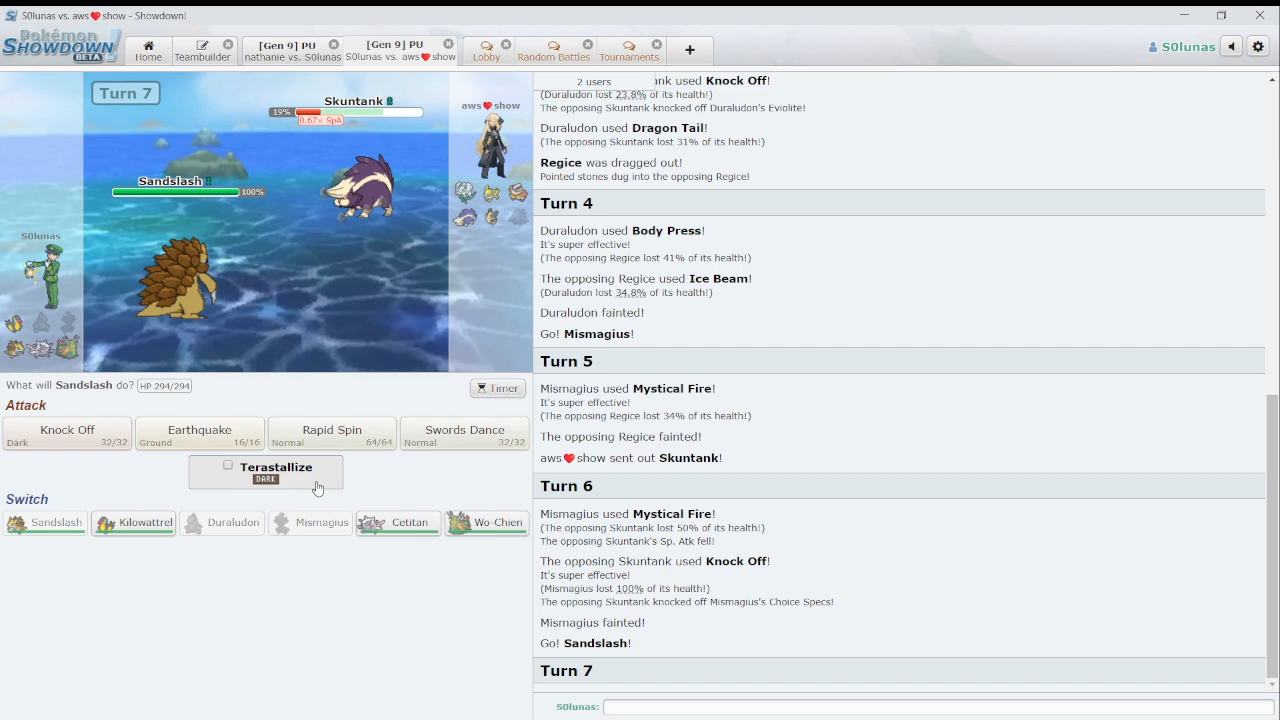 S0lunas vs. aws❤show - Showdown!
Pokémon
SHOWDOWN!
BETA
Home
Teambuilder
[Gen 9] PU
nathanie vs. S0lunas
[Gen 9] PU
S0lunas vs. aws❤show
Lobby
Random Battles
Tournaments
S0lunas
Turn 7
Skuntank
19%
0.67× SpA
aws❤show
Sandslash
100%
S0lunas
What will Sandslash do? HP 294/294
Timer
Attack
Knock Off
Dark 32/32
Earthquake
Ground 16/16
Rapid Spin
Normal 64/64
Swords Dance
Normal 32/32
Terastallize
DARK
Switch
Sandslash
Kilowattrel
Duraludon
Mismagius
Cetitan
Wo-Chien
2 users
nk used Knock Off!
(Duraludon lost 23.8% of its health!)
The opposing Skuntank knocked off Duraludon's Eviolite!
Duraludon used Dragon Tail!
(The opposing Skuntank lost 31% of its health!)
Regice was dragged out!
Pointed stones dug into the opposing Regice!
Turn 4
Duraludon used Body Press!
It's super effective!
(The opposing Regice lost 41% of its health!)
The opposing Regice used Ice Beam!
(Duraludon lost 34.8% of its health!)
Duraludon fainted!
Go! Mismagius!
Turn 5
Mismagius used Mystical Fire!
It's super effective!
(The opposing Regice lost 34% of its health!)
The opposing Regice fainted!
aws❤show sent out Skuntank!
Turn 6
Mismagius used Mystical Fire!
(The opposing Skuntank lost 50% of its health!)
The opposing Skuntank's Sp. Atk fell!
The opposing Skuntank used Knock Off!
It's super effective!
(Mismagius lost 100% of its health!)
The opposing Skuntank knocked off Mismagius's Choice Specs!
Mismagius fainted!
Go! Sandslash!
Turn 7
S0lunas: